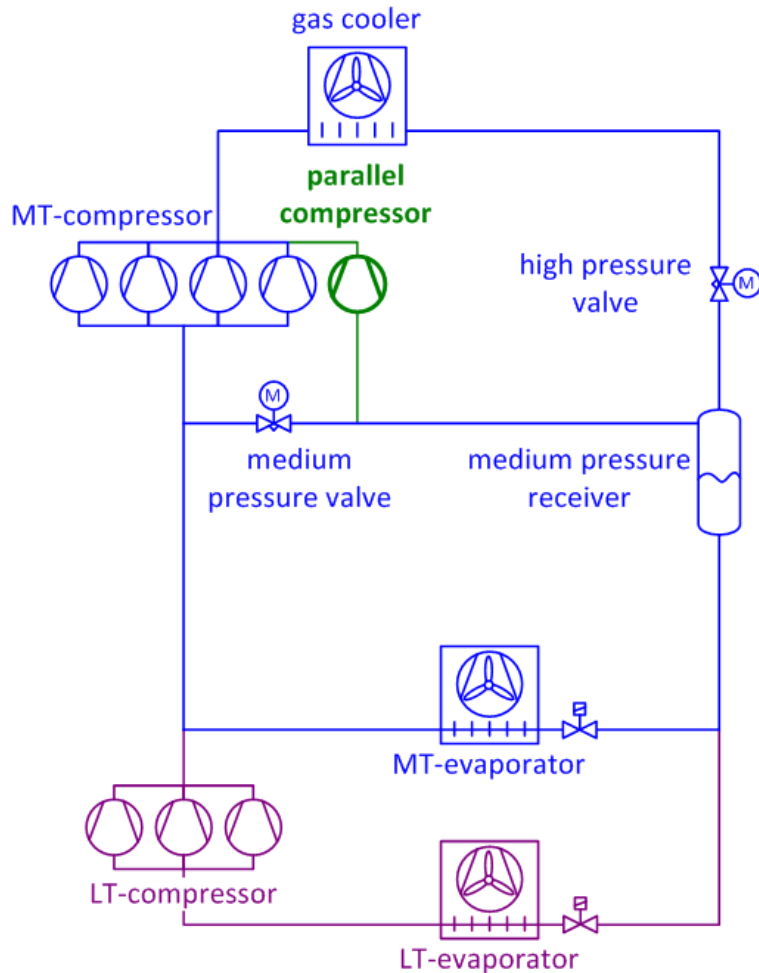 gas cooler
parallel
compressor
MT-compressor
high pressure
valve
M
M
medium
pressure valve
medium pressure
receiver
MT-evaporator
LT-compressor
LT-evaporator